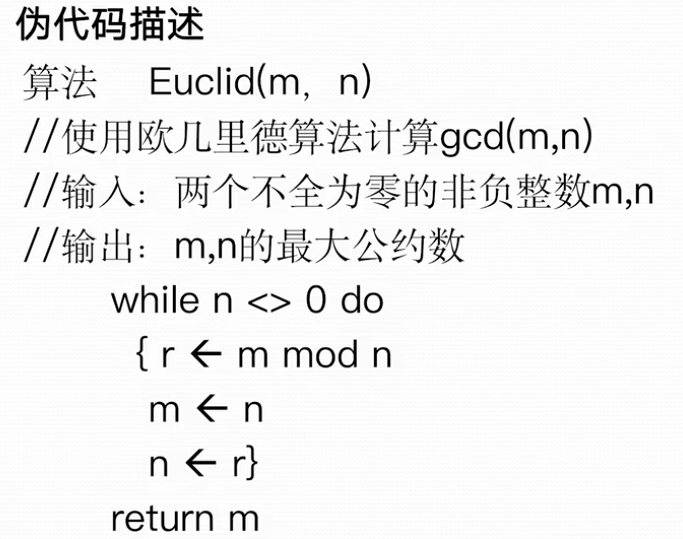 伪代码描述
算法 Euclid(m, n)
//使用欧几里德算法计算gcd(m,n)
//输入：两个不全为零的非负整数m,n
//输出：m,n的最大公约数
while n <> 0 do
{ r ← m mod n
m ← n
n ← r}
return m